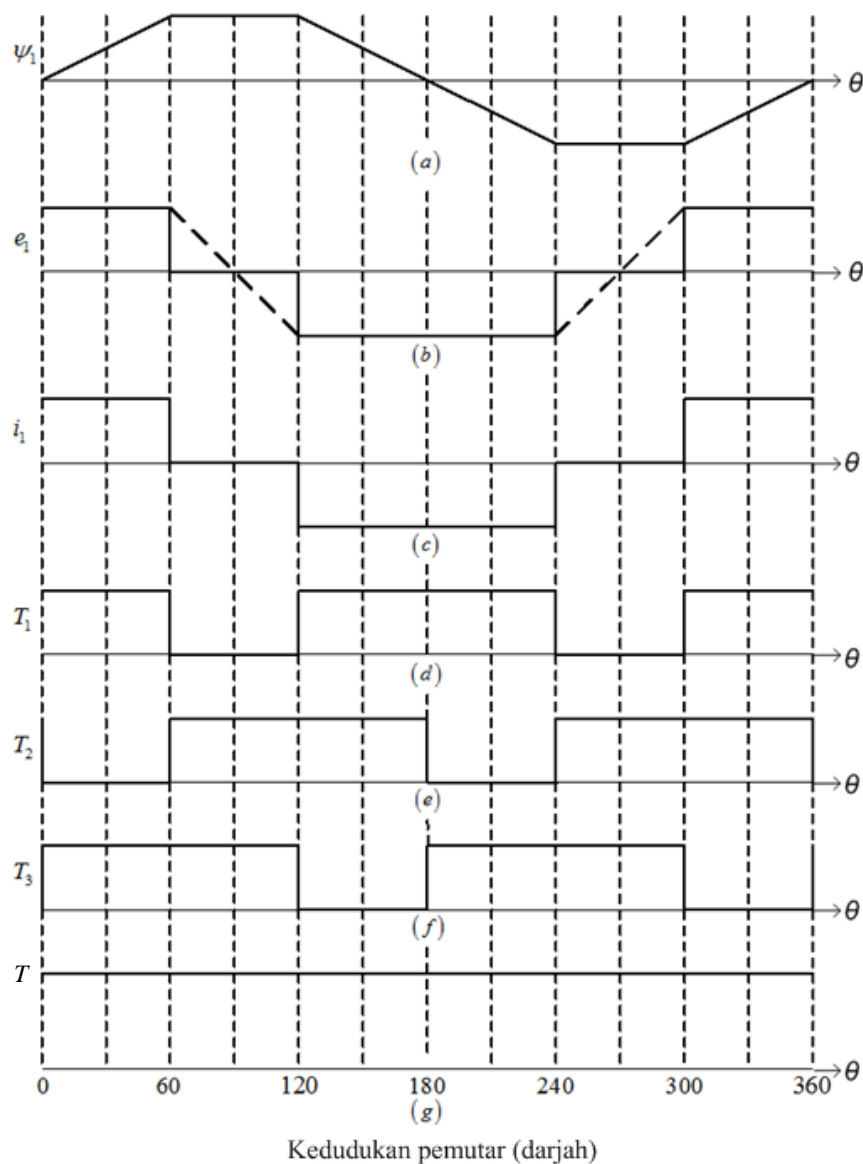 ψ₁
θ
(a)
e₁
θ
(b)
i₁
θ
(c)
T₁
θ
(d)
T₂
θ
(e)
T₃
θ
(f)
T
θ
0 60 120 180 240 300 360
(g)
Kedudukan pemutar (darjah)